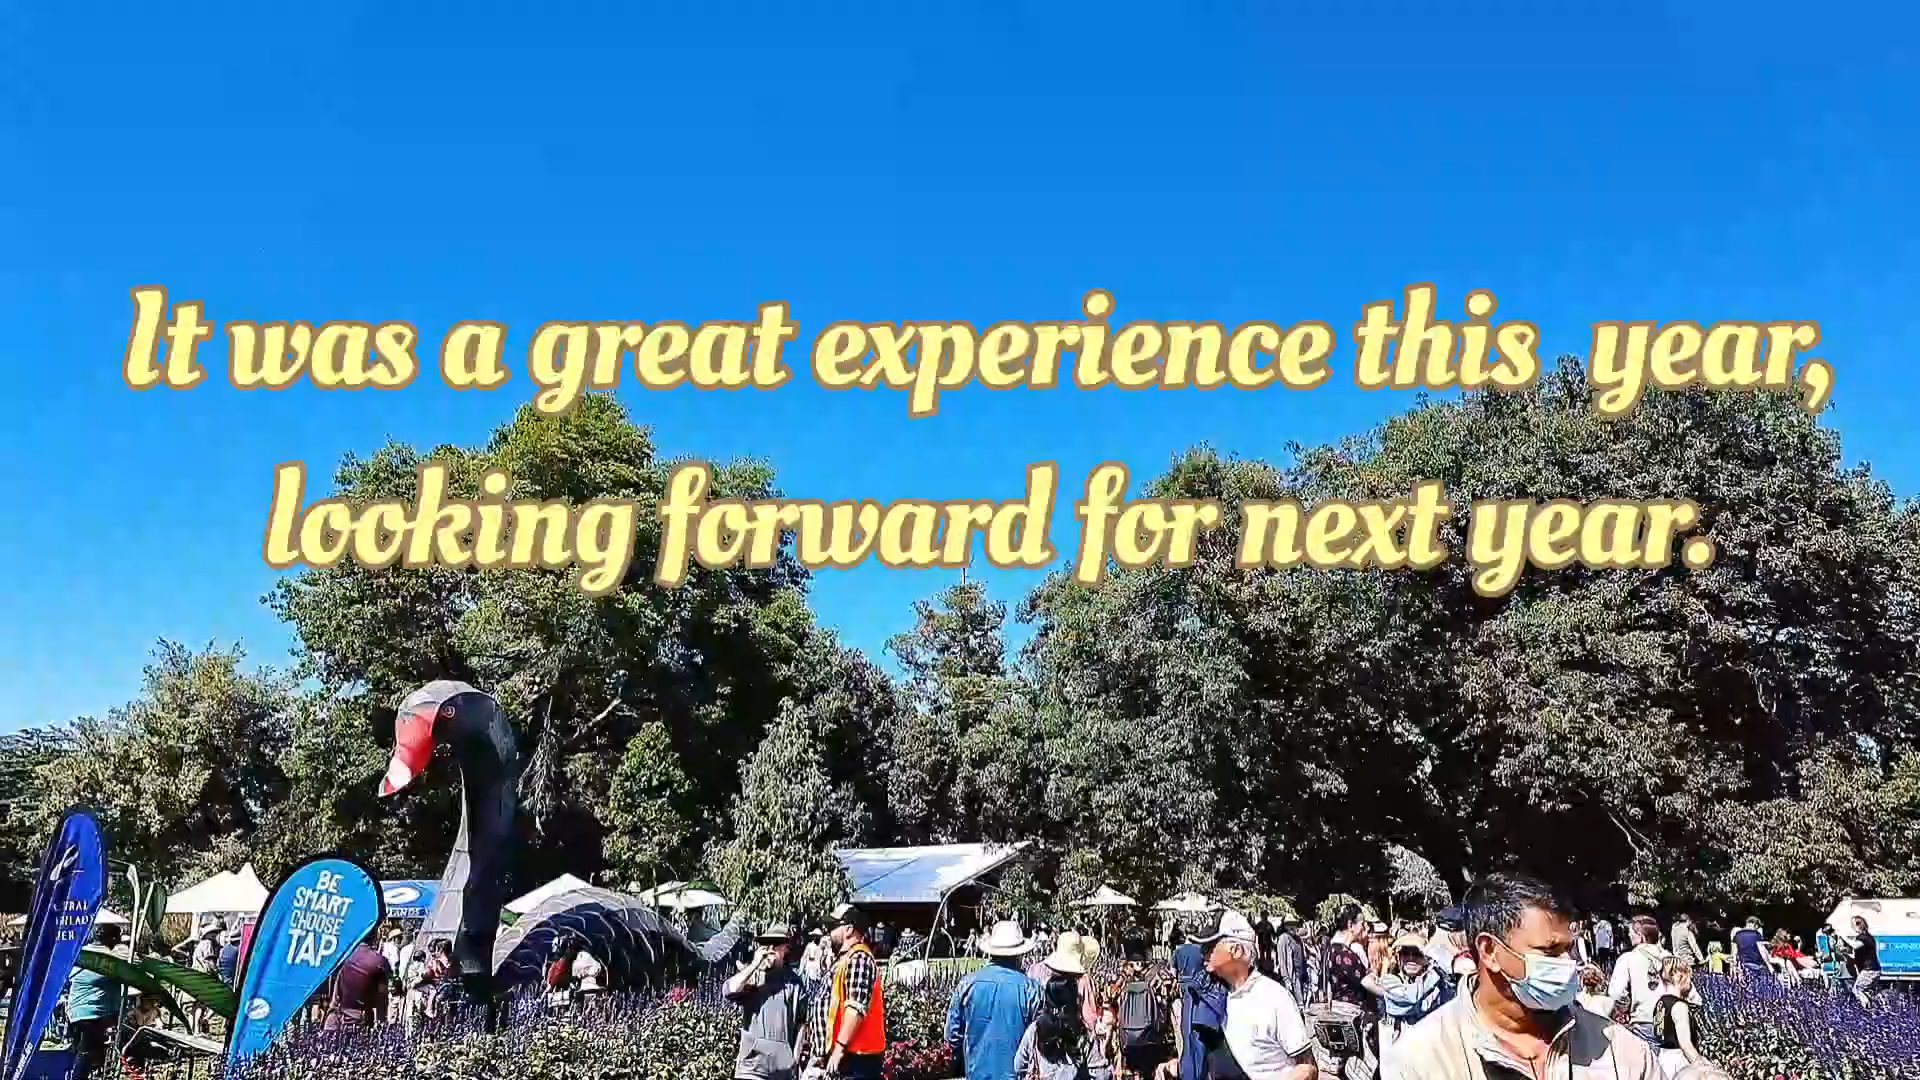 It was a great experience this  year,
looking forward for next year.
BE
SMART
CHOOSE
TAP